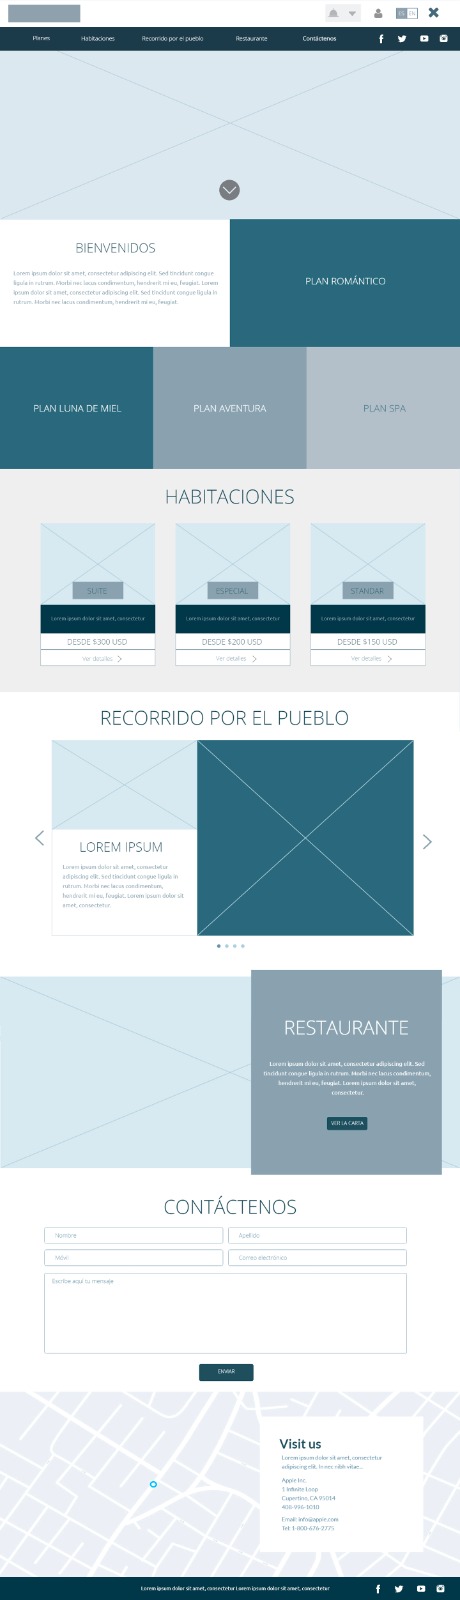 ES EN
Planes Habitaciones Recorrido por el pueblo Restaurante Contáctenos
BIENVENIDOS
Lorem ipsum dolor sit amet, consectetur adipiscing elit. Sed tincidunt congue
rutrum. Morbi nec lacus condimentum, hendrerit mi eu, feugiat. Lorem ipsum dolor
sit amet, consectetur adipiscing elit. Sed tincidunt congue ligula in
rutrum. Morbi nec lacus condimentum, hendrerit mi eu, feugiat.
PLAN ROMÁNTICO
PLAN LUNA DE MIEL
PLAN AVENTURA
PLAN SPA
HABITACIONES
SUITE
ESPECIAL
STANDAR
Lorem ipsum dolor sit amet, consectetur
Lorem ipsum dolor sit amet, consectetur
Lorem ipsum dolor sit amet, consectetur
DESDE $300 USD
DESDE $200 USD
DESDE $150 USD
Ver detalles
Ver detalles
Ver detalles
RECORRIDO POR EL PUEBLO
LOREM IPSUM
Lorem ipsum dolor sit amet, consectetur
adipiscing elit. Sed tincidunt congue ligula in
rutrum. Morbi nec lacus condimentum,
hendrerit mi eu, feugiat. Lorem ipsum dolor sit
amet, consectetur.
RESTAURANTE
Lorem ipsum dolor sit amet, consectetur adipiscing elit. Sed
tincidunt congue ligula in rutrum. Morbi nec lacus condimentum,
hendrerit mi eu, feugiat. Lorem ipsum dolor sit amet,
consectetur.
VER LA CARTA
CONTÁCTENOS
Nombre
Apellido
Móvil
Correo electrónico
Escribe aquí tu mensaje
ENVIAR
Visit us
Lorem ipsum dolor sit amet, consectetur
adipiscing elit. In nec nibh vitae...
Apple Inc.
1 Infinite Loop
Cupertino, CA 95014
408-996-1010
Email: info@apple.com
Tel: 1-800-676-2775
Lorem ipsum dolor sit amet, consectetur Lorem ipsum dolor sit amet, consectetur